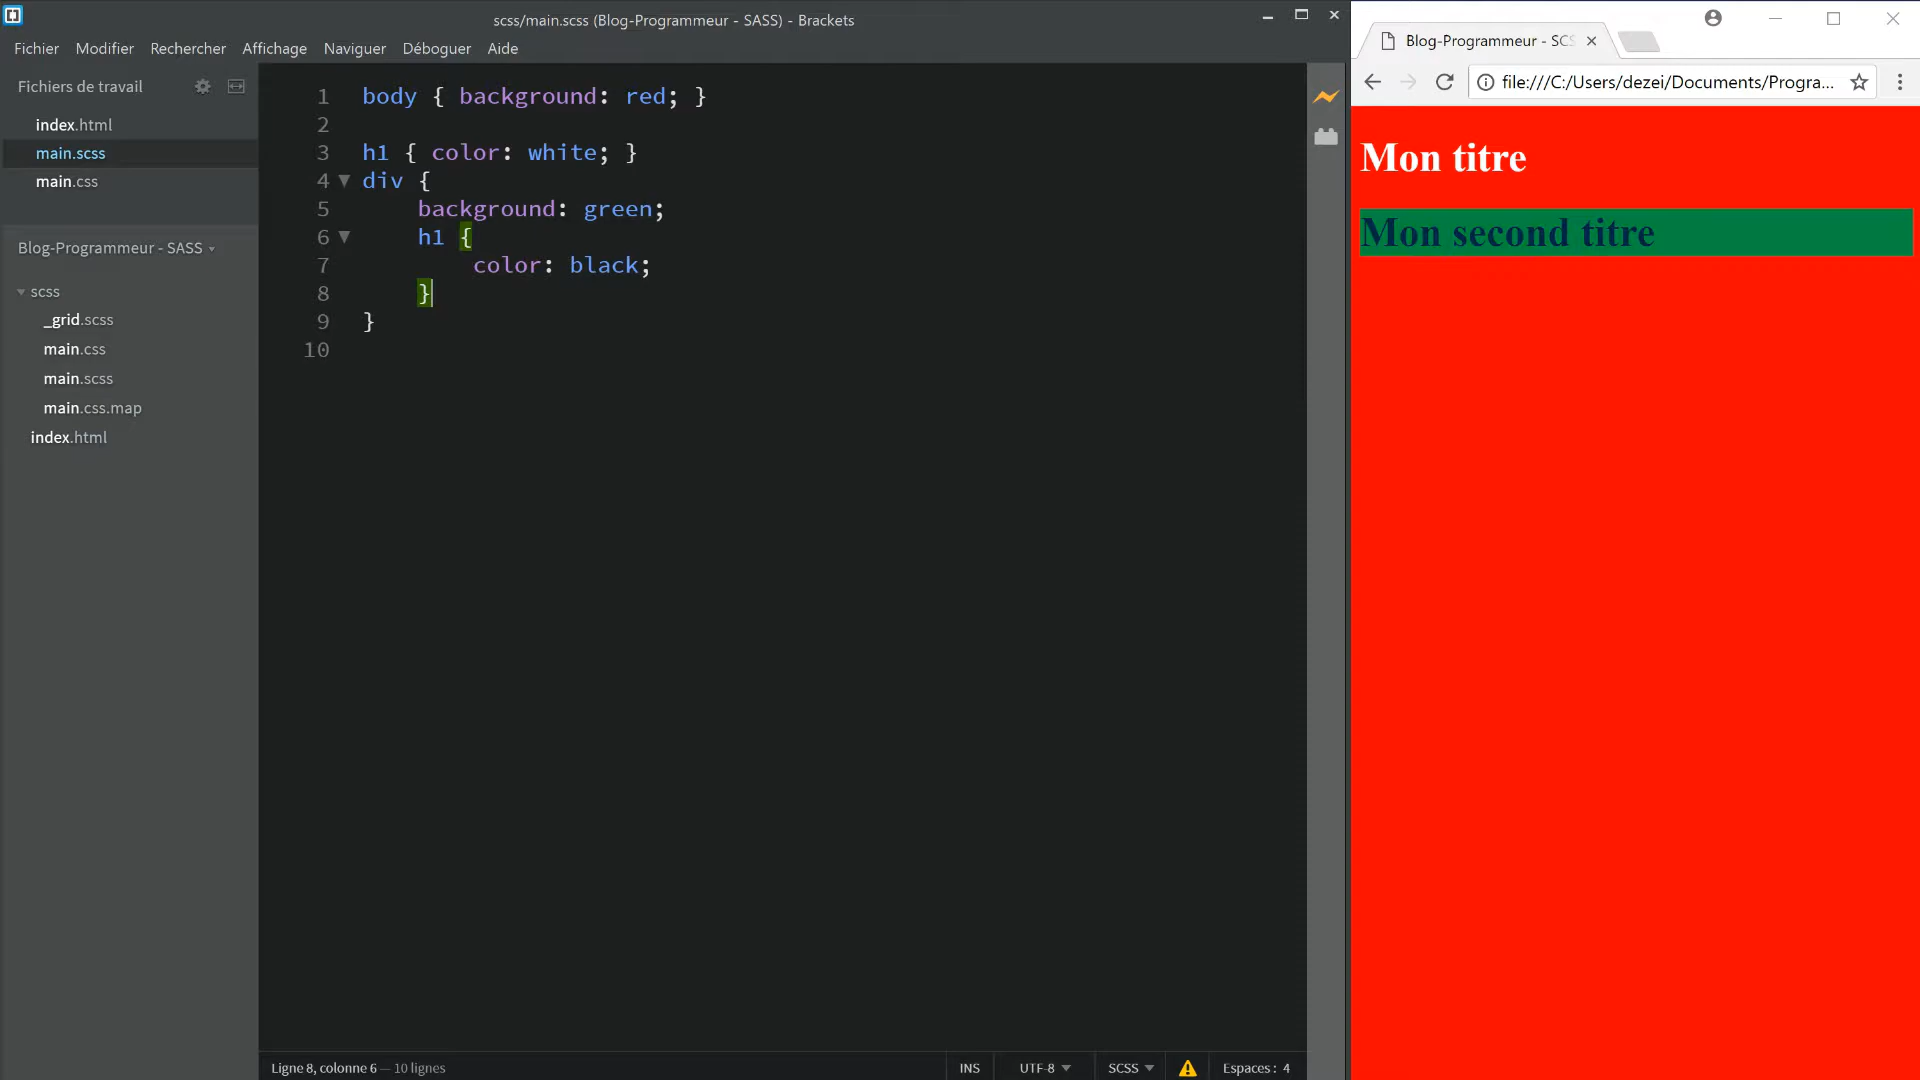 scss/main.scss (Blog-Programmeur - SASS) - Brackets
Fichier Modifier Rechercher Affichage Naviguer Déboguer Aide
Fichiers de travail
index.html
main.scss
main.css
Blog-Programmeur - SASS
scss
_grid.scss
main.css
main.scss
main.css.map
index.html
1 body { background: red; }
2
3 h1 { color: white; }
4 div {
5 background: green;
6 h1 {
7 color: black;
8 }
9 }
10
Ligne 8, colonne 6 — 10 lignes
INS UTF-8 SCSS Espaces : 4
Blog-Programmeur - SCS
file:///C:/Users/dezei/Documents/Progra...
Mon titre
Mon second titre